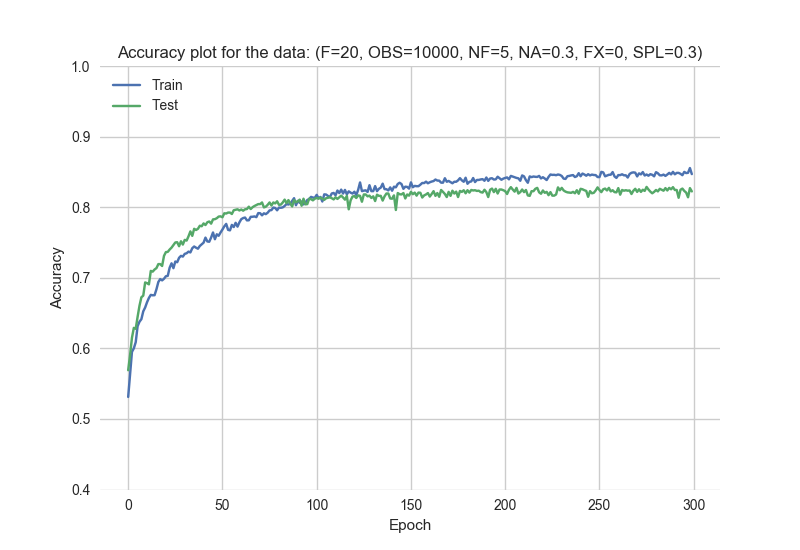 Accuracy plot for the data: (F=20, OBS=10000, NF=5, NA=0.3, FX=0, SPL=0.3)
1.0
Train
Test
0.9
0.8
0.7
Accuracy
0.6
0.5
0.4
0 50 100 150 200 250 300
Epoch